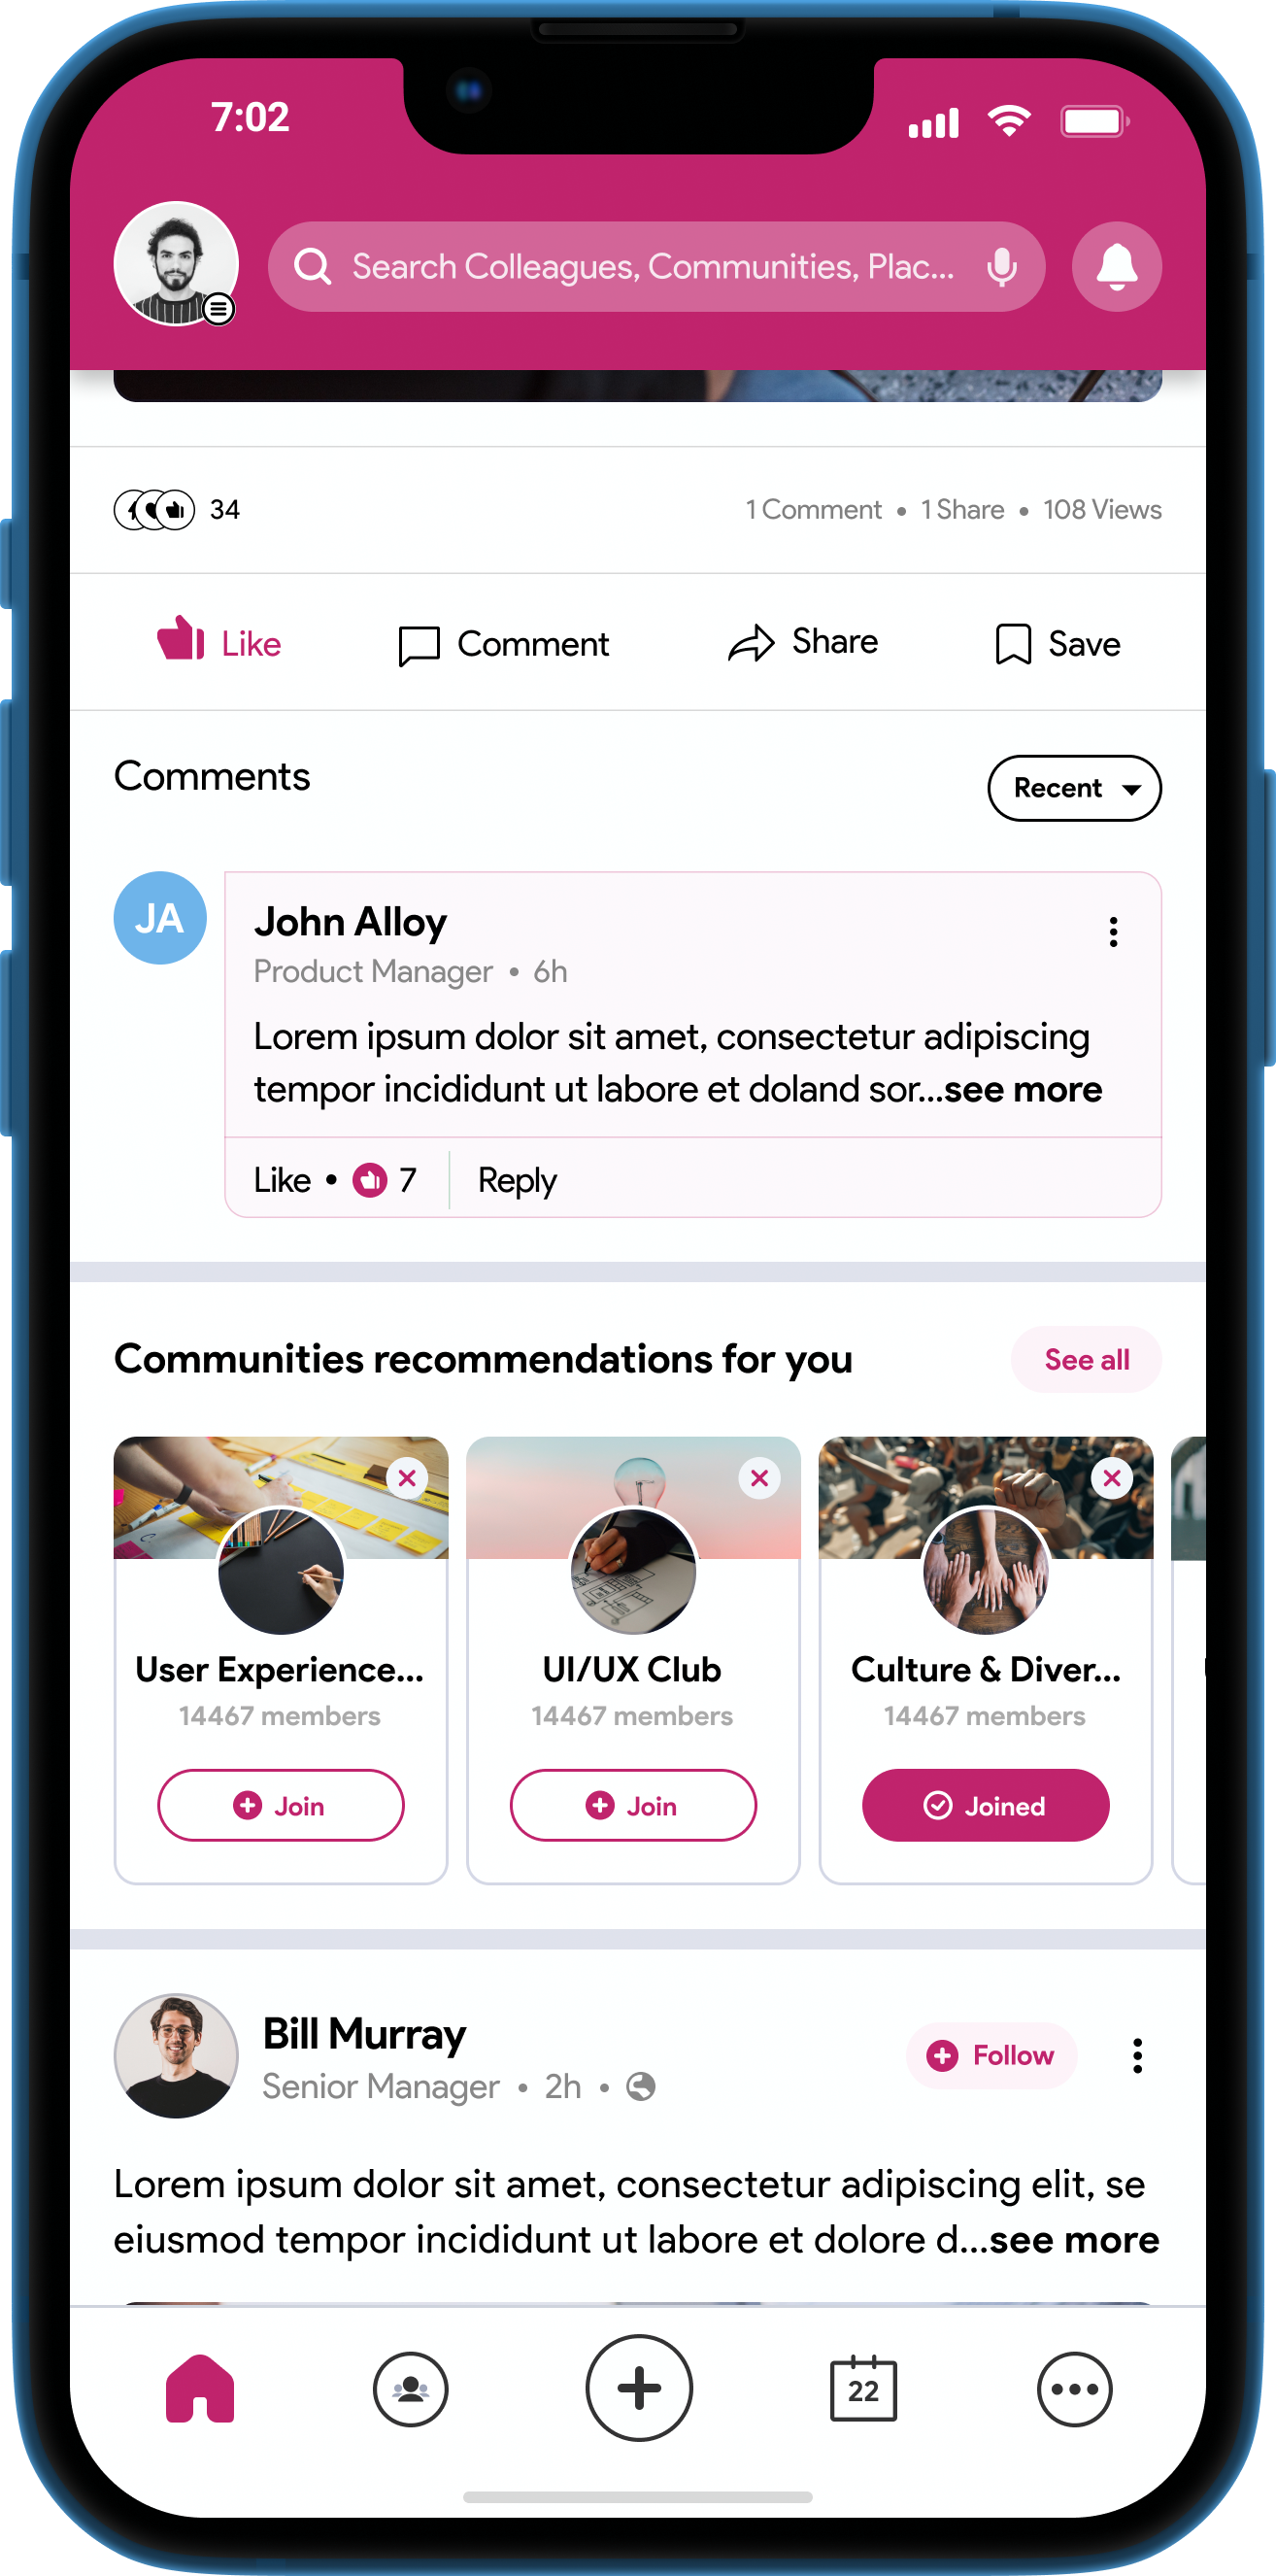 7:02
Search Colleagues, Communities, Plac...
34
1 Comment • 1 Share • 108 Views
Like
Comment
Share
Save
Comments
Recent
JA
John Alloy
Product Manager • 6h
Lorem ipsum dolor sit amet, consectetur adipiscing
tempor incididunt ut labore et doland sor...see more
Like • 7
Reply
Communities recommendations for you
See all
User Experience...
14467 members
Join
UI/UX Club
14467 members
Join
Culture & Diver...
14467 members
Joined
Bill Murray
Senior Manager • 2h •
Follow
Lorem ipsum dolor sit amet, consectetur adipiscing elit, se
eiusmod tempor incididunt ut labore et dolore d...see more
22